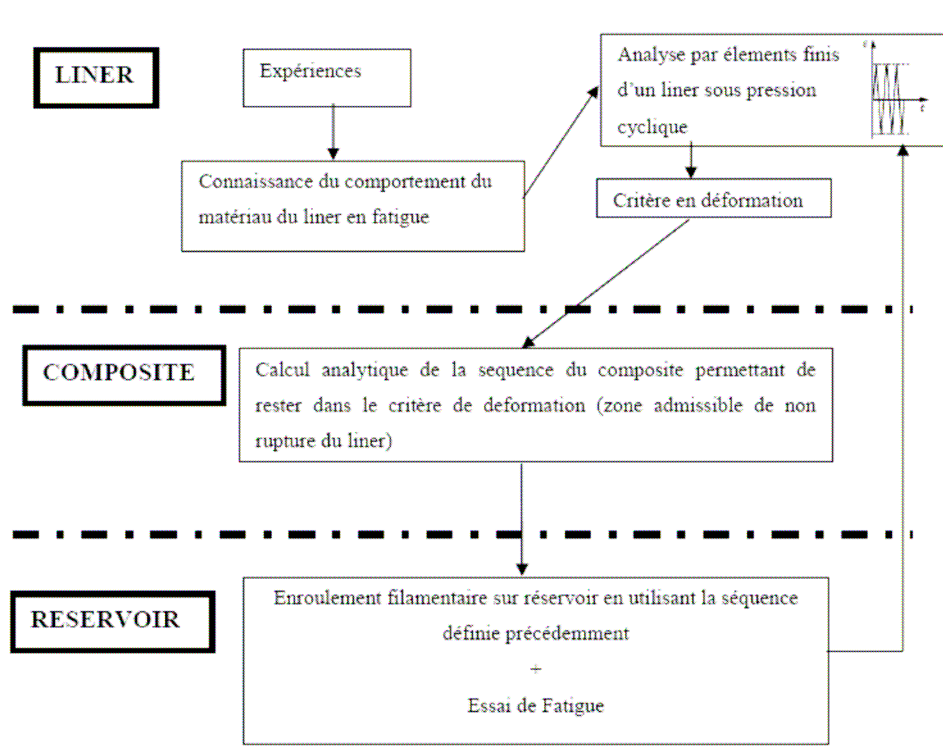 LINER
Expériences
Analyse par élements finis
d'un liner sous pression
cyclique
t
Connaissance du comportement du
matériau du liner en fatigue
Critère en déformation
COMPOSITE
Calcul analytique de la sequence du composite permettant de
rester dans le critère de deformation (zone admissible de non
rupture du liner)
RESERVOIR
Enroulement filamentaire sur réservoir en utilisant la séquence
définie précédemment
+
Essai de Fatigue